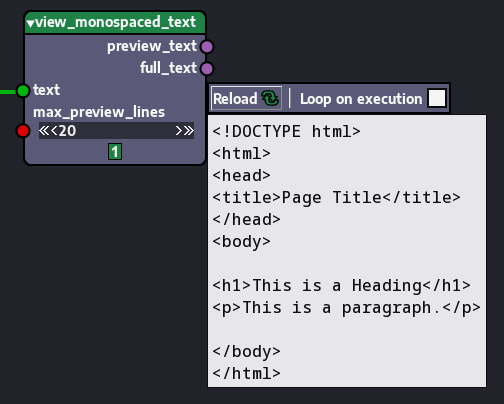 ▾view_monospaced_text
preview_text
full_text
text
max_preview_lines
≪<20 >≫
1
Reload | Loop on execution
<!DOCTYPE html>
<html>
<head>
<title>Page Title</title>
</head>
<body>

<h1>This is a Heading</h1>
<p>This is a paragraph.</p>

</body>
</html>